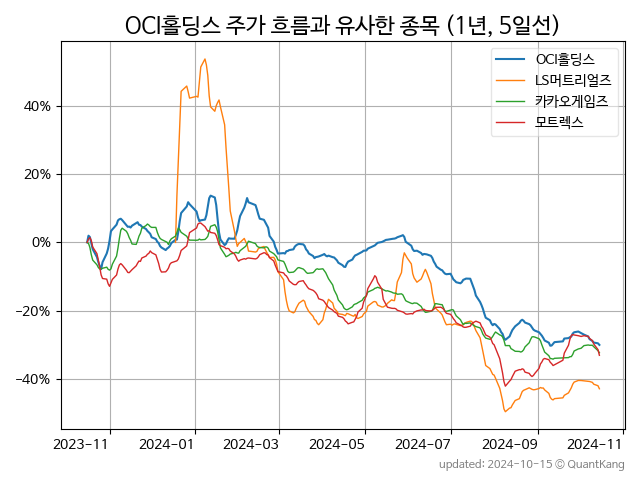 OCI홀딩스 주가 흐름과 유사한 종목 (1년, 5일선)
OCI홀딩스
LS머트리얼즈
카카오게임즈
모트렉스
40%
20%
0%
−20%
−40%
2023-11 2024-01 2024-03 2024-05 2024-07 2024-09 2024-11
updated: 2024-10-15 © QuantKang